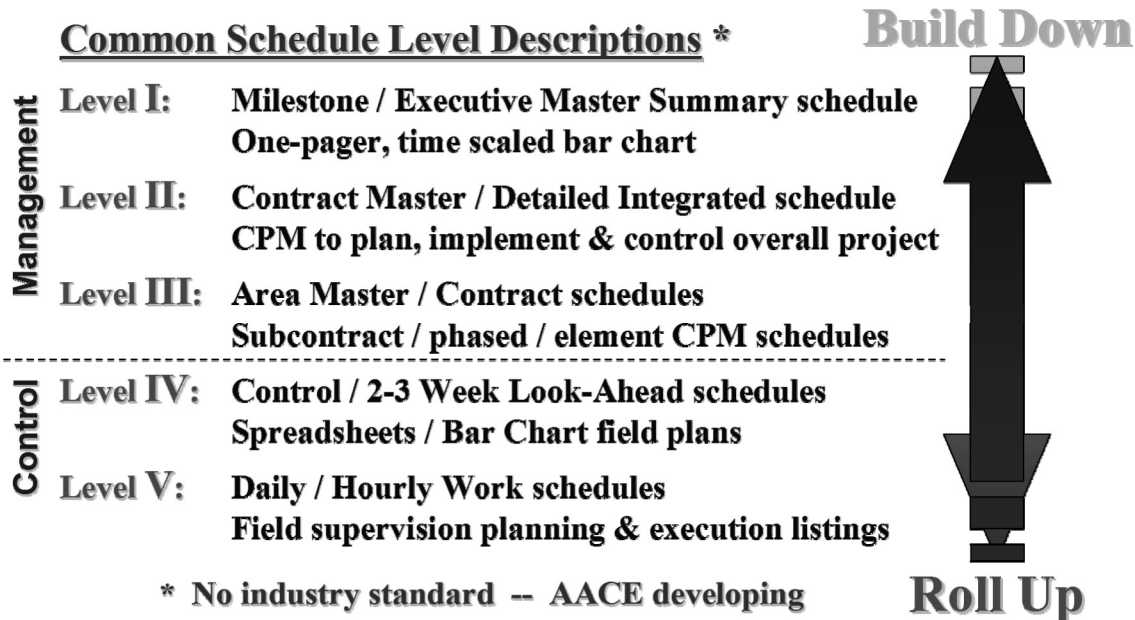 Common Schedule Level Descriptions *
Build Down
Management
Level I: Milestone / Executive Master Summary schedule
One-pager, time scaled bar chart
Level II: Contract Master / Detailed Integrated schedule
CPM to plan, implement & control overall project
Level III: Area Master / Contract schedules
Subcontract / phased / element CPM schedules
Control
Level IV: Control / 2-3 Week Look-Ahead schedules
Spreadsheets / Bar Chart field plans
Level V: Daily / Hourly Work schedules
Field supervision planning & execution listings
* No industry standard -- AACE developing
Roll Up